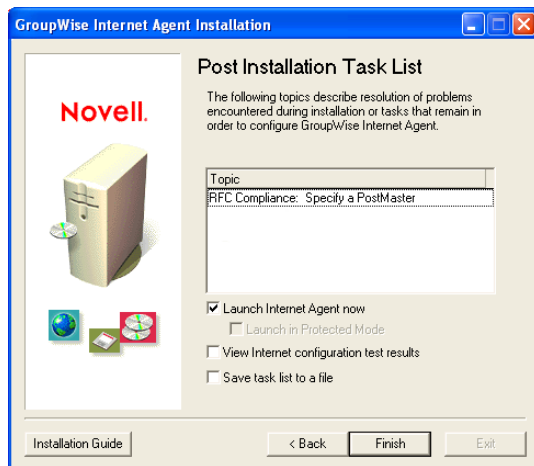 GroupWise Internet Agent Installation
Novell.
Post Installation Task List
The following topics describe resolution of problems
encountered during installation or tasks that remain in
order to configure GroupWise Internet Agent.
Topic
RFC Compliance: Specify a PostMaster
Launch Internet Agent now
Launch in Protected Mode
View Internet configuration test results
Save task list to a file
Installation Guide
< Back
Finish
Exit